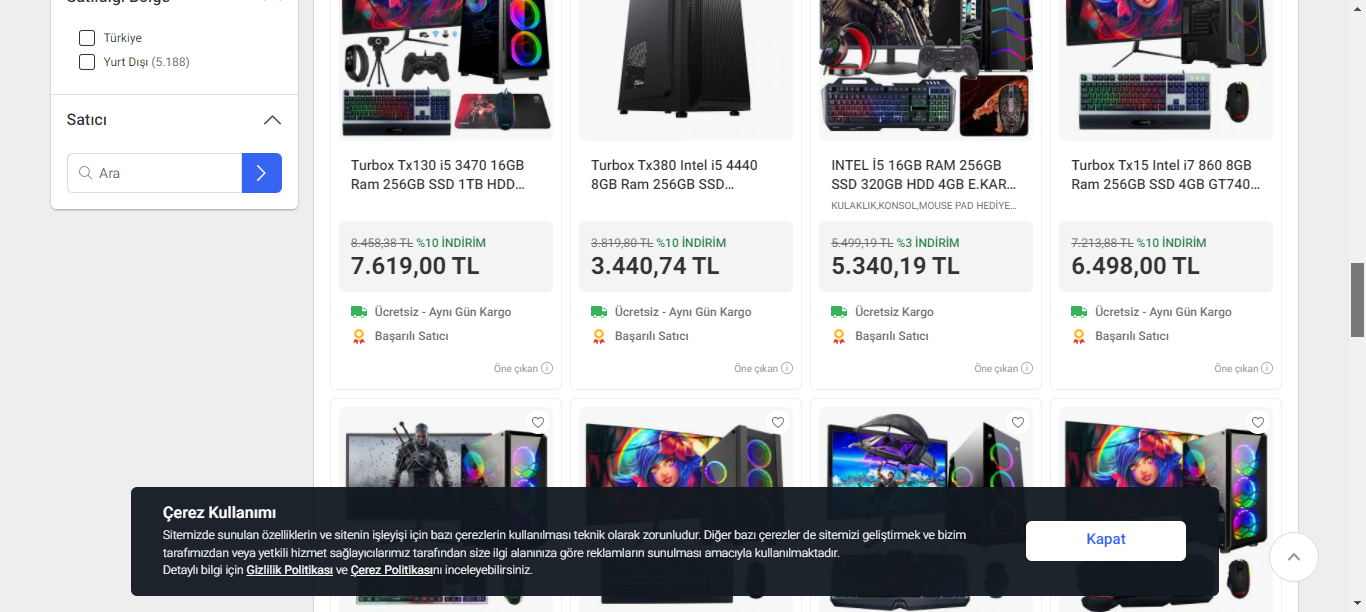 Türkiye
Yurt Dışı (5.188)
Satıcı
Ara
Turbox Tx130 i5 3470 16GB
Ram 256GB SSD 1TB HDD...
8.458,38 TL %10 İNDİRİM
7.619,00 TL
Ücretsiz - Aynı Gün Kargo
Başarılı Satıcı
Öne çıkan
Turbox Tx380 Intel i5 4440
8GB Ram 256GB SSD...
3.819,80 TL %10 İNDİRİM
3.440,74 TL
Ücretsiz - Aynı Gün Kargo
Başarılı Satıcı
Öne çıkan
INTEL İ5 16GB RAM 256GB
SSD 320GB HDD 4GB E.KAR...
KULAKLIK,KONSOL,MOUSE PAD HEDİYE...
5.499,19 TL %3 İNDİRİM
5.340,19 TL
Ücretsiz Kargo
Başarılı Satıcı
Öne çıkan
Turbox Tx15 Intel i7 860 8GB
Ram 256GB SSD 4GB GT740...
7.213,88 TL %10 İNDİRİM
6.498,00 TL
Ücretsiz - Aynı Gün Kargo
Başarılı Satıcı
Öne çıkan
Çerez Kullanımı
Sitemizde sunulan özelliklerin ve sitenin işleyişi için bazı çerezlerin kullanılması teknik olarak zorunludur. Diğer bazı çerezler de sitemizi geliştirmek ve bizim
tarafımızdan veya yetkili hizmet sağlayıcılarımız tarafından size ilgi alanınıza göre reklamların sunulması amacıyla kullanılmaktadır.
Detaylı bilgi için Gizlilik Politikası ve Çerez Politikasını inceleyebilirsiniz.
Kapat